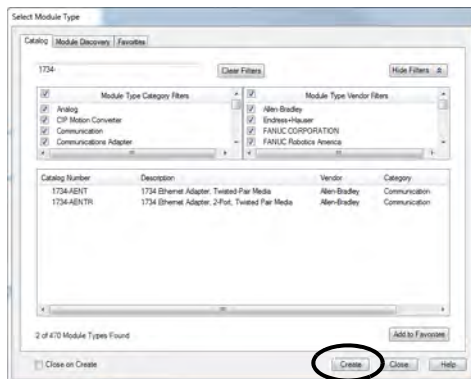 Select Module Type
Catalog Module Discovery Favorites
1734- Clear Filters Hide Filters
Module Type Category Filters Module Type Vendor Filters
Analog Allen-Bradley
CIP Motion Converter Endress+Hauser
Communication FANUC CORPORATION
Communications Adapter FANUC Robotics America
Catalog Number Description Vendor Category
1734-AENT 1734 Ethernet Adapter, Twisted-Pair Media Allen-Bradley Communication
1734-AENTR 1734 Ethernet Adapter, 2-Port, Twisted Pair Media Allen-Bradley Communication
2 of 470 Module Types Found Add to Favorites
Close on Create Create Close Help